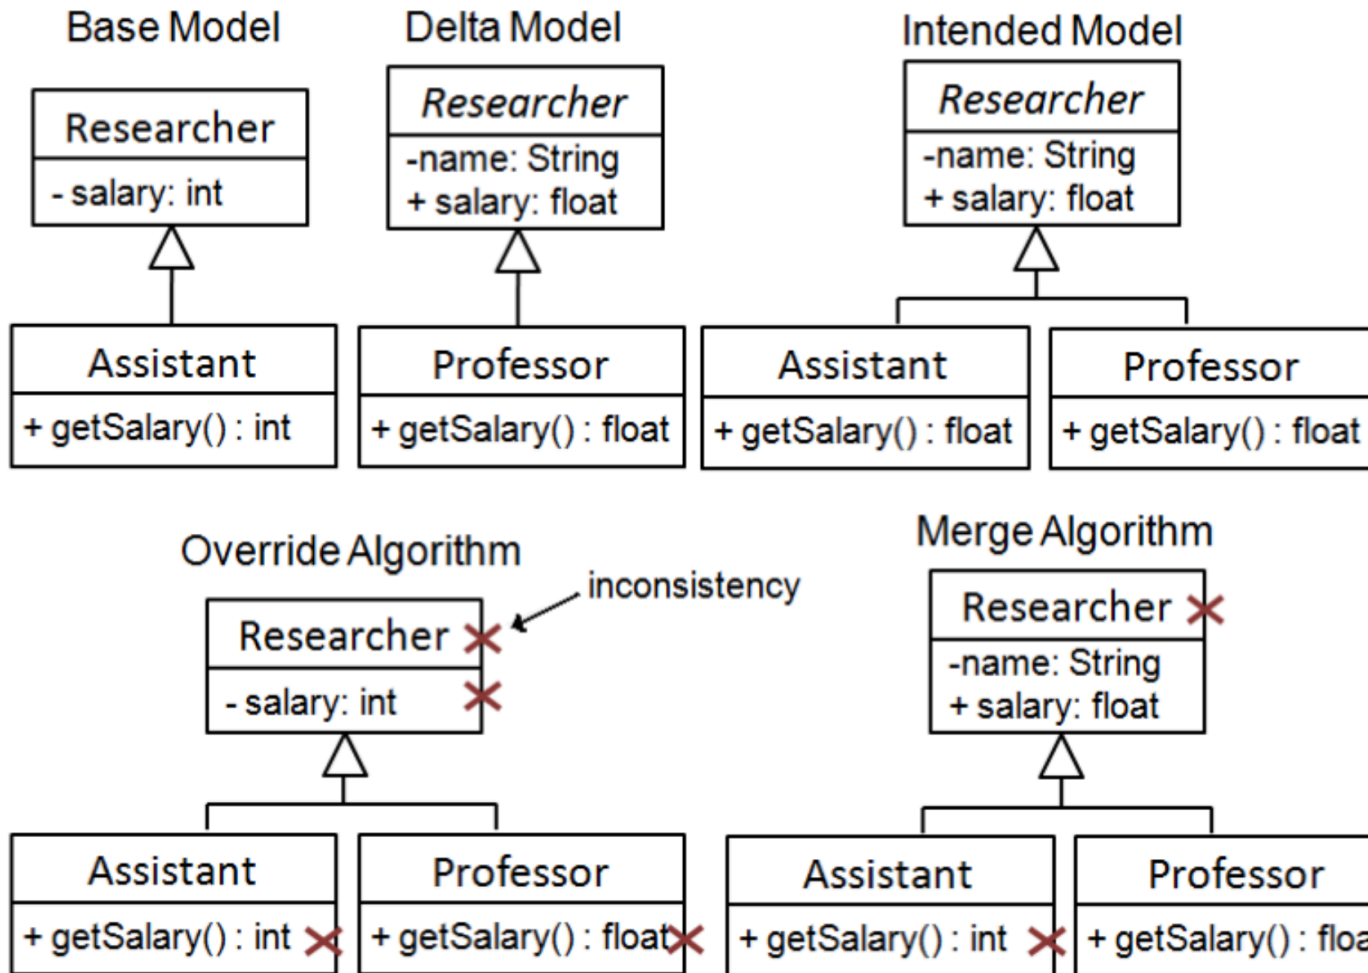 Base Model
Delta Model
Intended Model
Researcher
- salary: int
Researcher
-name: String
+ salary: float
Researcher
-name: String
+ salary: float
Assistant
+ getSalary() : int
Professor
+ getSalary() : float
Assistant
+ getSalary() : float
Professor
+ getSalary() : float
Override Algorithm
inconsistency
Merge Algorithm
Researcher
- salary: int
Researcher
-name: String
+ salary: float
Assistant
+ getSalary() : int
Professor
+ getSalary() : float
Assistant
+ getSalary() : int
Professor
+ getSalary() : floa